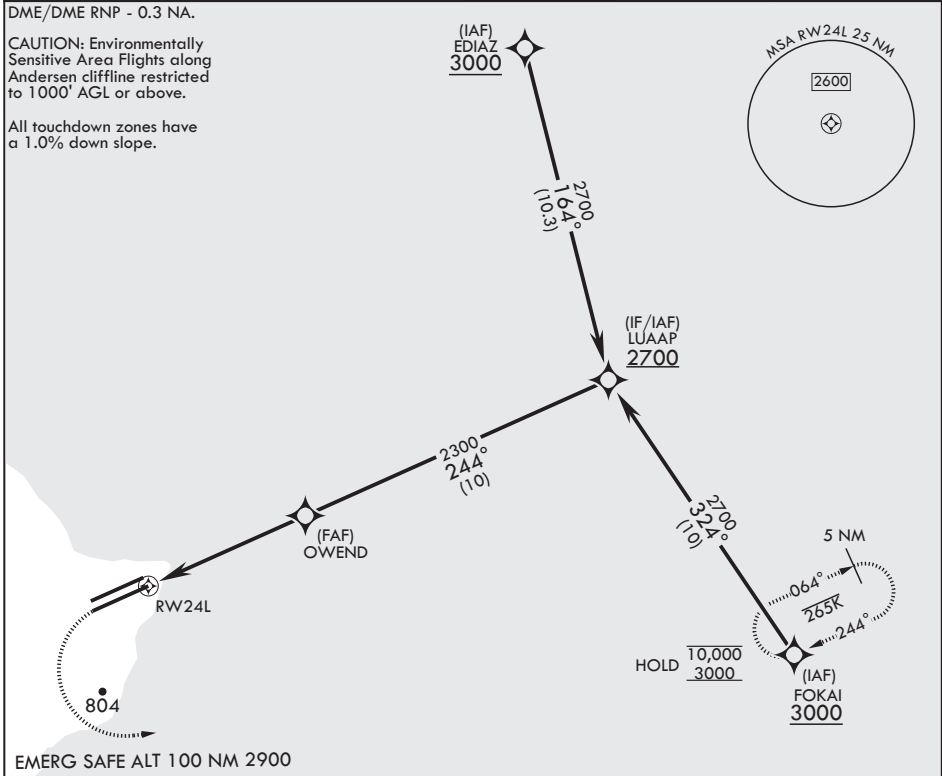 DME/DME RNP - 0.3 NA.
CAUTION: Environmentally
Sensitive Area Flights along
Andersen cliffline restricted
to 1000' AGL or above.
All touchdown zones have
a 1.0% down slope.
(IAF)
EDIAZ
3000
MSA RW24L 25 NM
2600
2700
164°
(10.3)
(IF/IAF)
LUAAP
2700
2300
244°
(10)
(FAF)
OWEND
2700
324°
(10)
5 NM
064°
265K
244°
RW24L
HOLD
10,000
3000
(IAF)
FOKAI
3000
804
EMERG SAFE ALT 100 NM 2900